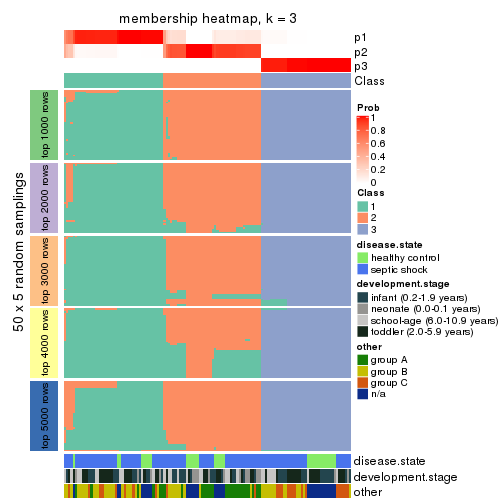 membership heatmap, k = 3
p1
p2
p3
Class
50 x 5 random samplings
top 1000 rows
top 2000 rows
top 3000 rows
top 4000 rows
top 5000 rows
Prob
1
0.8
0.6
0.4
0.2
0
Class
1
2
3
disease.state
healthy control
septic shock
development.stage
infant (0.2-1.9 years)
neonate (0.0-0.1 years)
school-age (6.0-10.9 years)
toddler (2.0-5.9 years)
other
group A
group B
group C
n/a
disease.state
development.stage
other